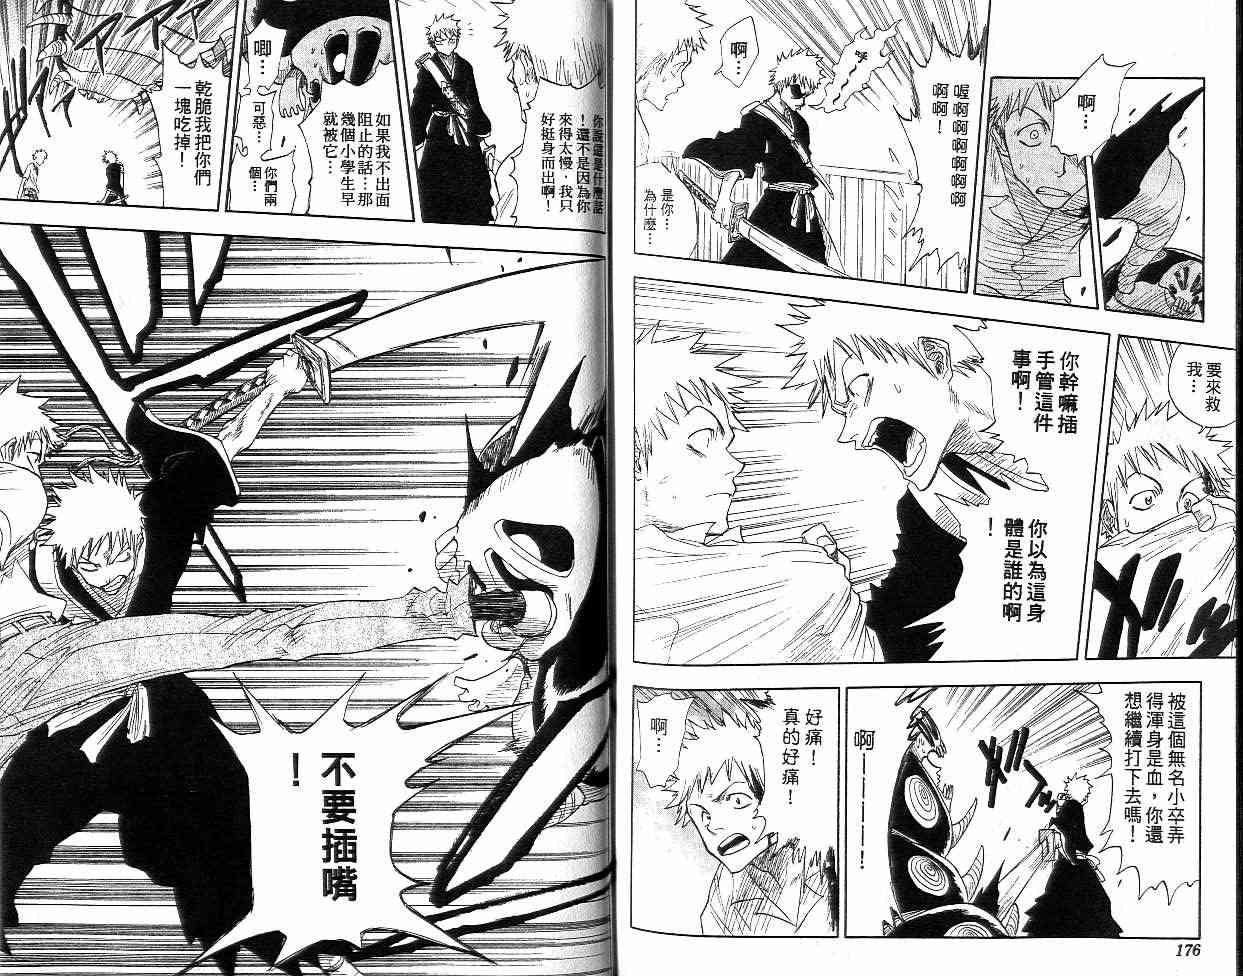 啊…
喔啊啊啊啊啊
啊啊！
啊…
是你…
為什麼…
要來救
我…
你幹嘛插
手管這件
事啊！
你以為這身
體是誰的啊
！
被這個無名小卒弄
得渾身是血，你還
想繼續打下去嗎！
啊————！
好痛！
真的好痛！
啊…
176
你說這是什麼話
！還不是因為你
來得太慢，我只
好挺身而出啊！
如果我不出面
阻止的話…那
幾個小學生早
就被它…
唧…
可惡…
你們兩
個…
乾脆我把你們
一塊吃掉！
不要插嘴
！